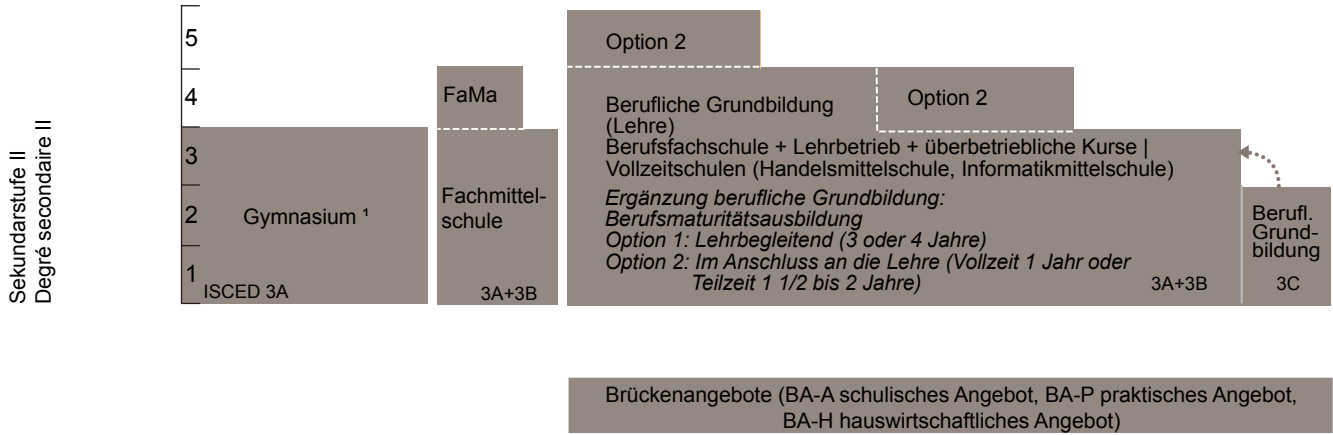 Sekundarstufe II
Degré secondaire II
5
4
3
2
1
Gymnasium ¹
ISCED 3A
FaMa
Fachmittel-
schule
3A+3B
Option 2
Option 2
Berufliche Grundbildung
(Lehre)
Berufsfachschule + Lehrbetrieb + überbetriebliche Kurse |
Vollzeitschulen (Handelsmittelschule, Informatikmittelschule)
Ergänzung berufliche Grundbildung:
Berufsmaturitätsausbildung
Option 1: Lehrbegleitend (3 oder 4 Jahre)
Option 2: Im Anschluss an die Lehre (Vollzeit 1 Jahr oder
Teilzeit 1 1/2 bis 2 Jahre)
3A+3B
Berufl.
Grund-
bildung
3C
Brückenangebote (BA-A schulisches Angebot, BA-P praktisches Angebot,
BA-H hauswirtschaftliches Angebot)